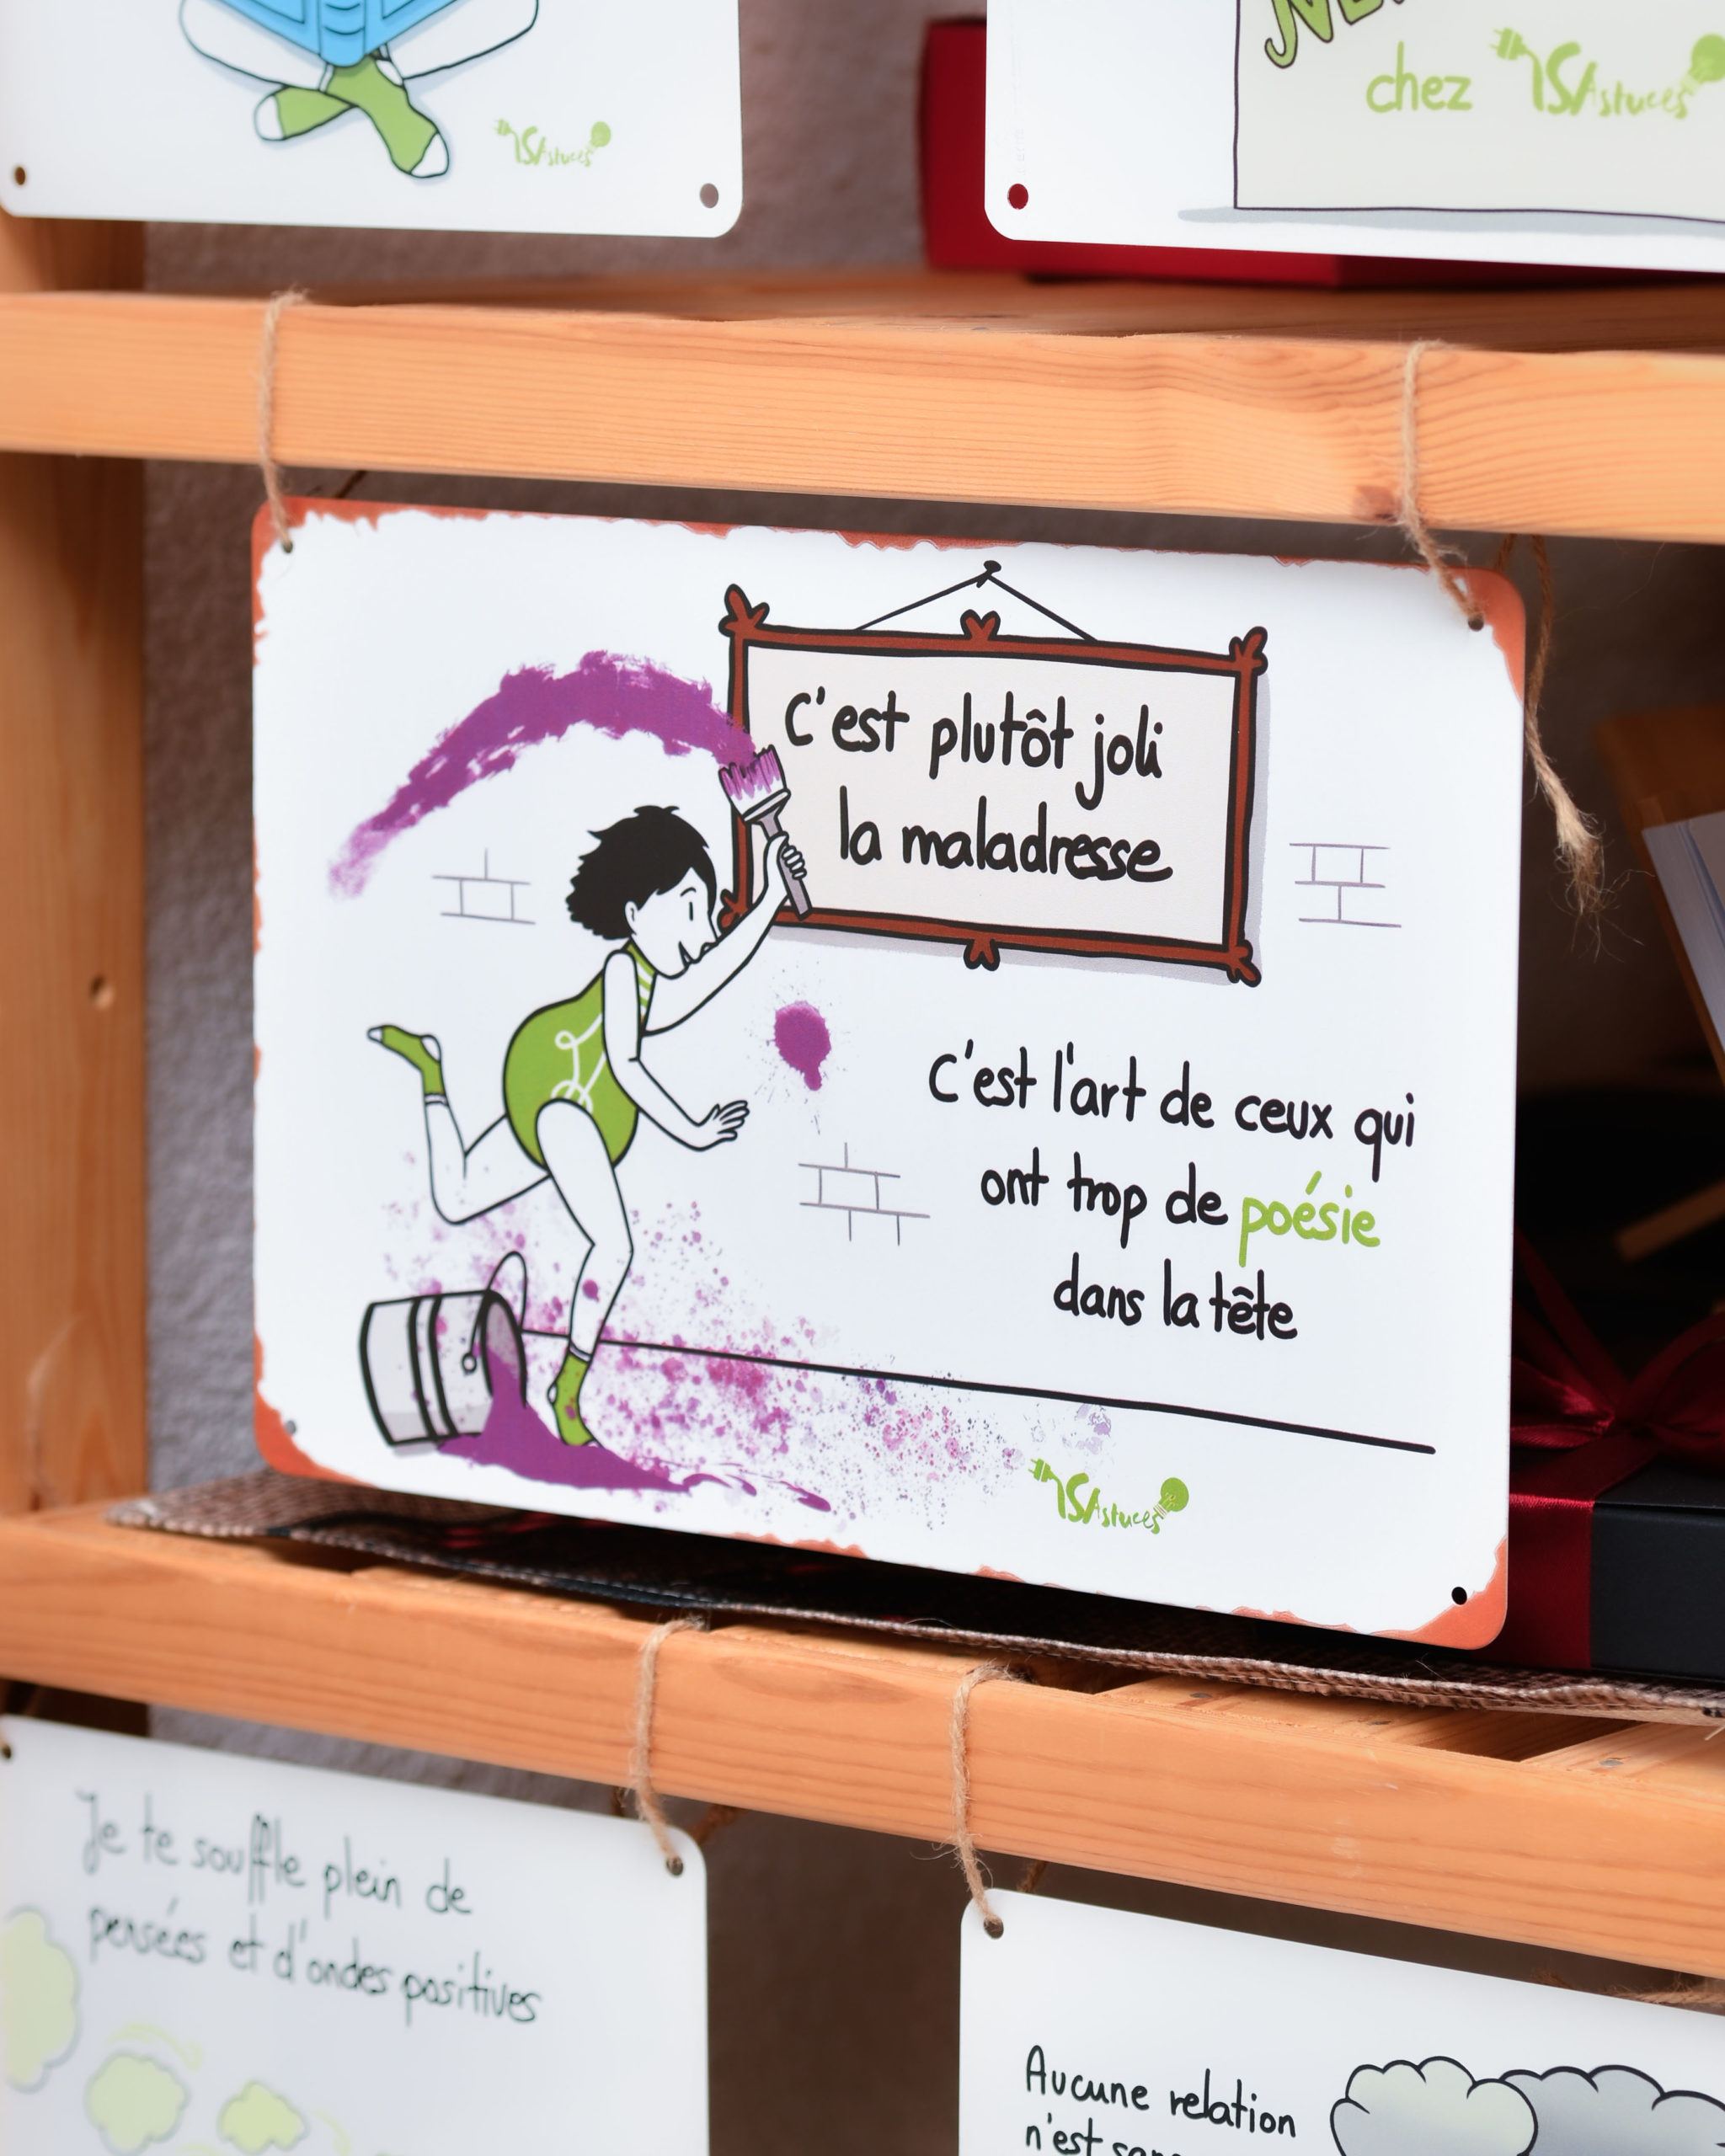 ISAstuces
chez ISAstuces
C'est plutôt joli
la maladresse
C'est l'art de ceux qui
ont trop de poésie
dans la tête
ISAstuces
Je te souffle plein de
pensées et d'ondes positives
Aucune relation
n'est